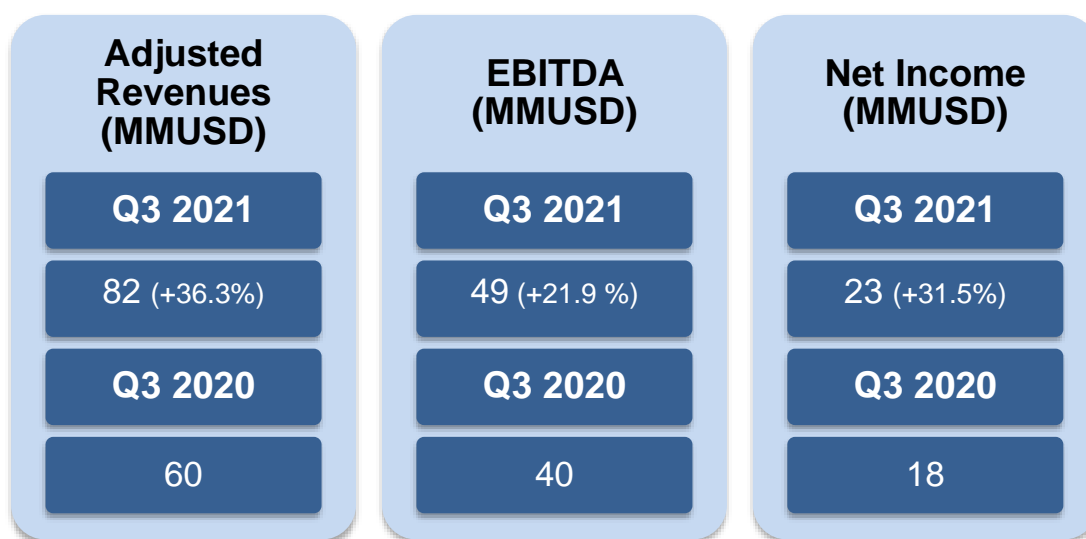 Adjusted
Revenues
(MMUSD)
Q3 2021
82 (+36.3%)
Q3 2020
60
EBITDA
(MMUSD)
Q3 2021
49 (+21.9 %)
Q3 2020
40
Net Income
(MMUSD)
Q3 2021
23 (+31.5%)
Q3 2020
18